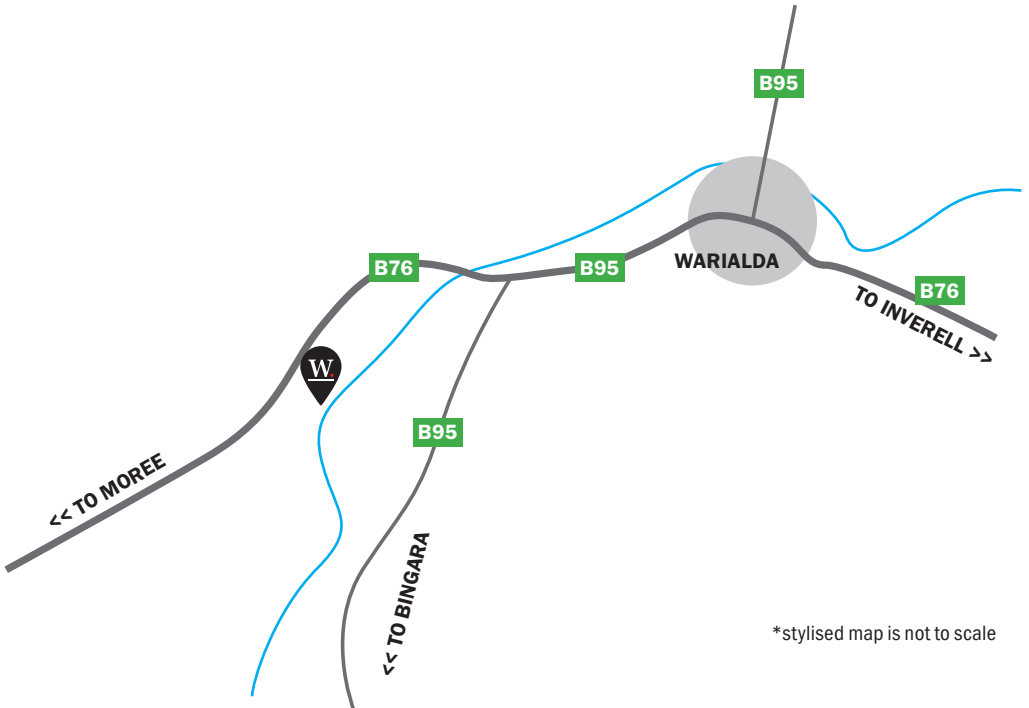 B95
B76
B95
WARIALDA
B76
TO INVERELL >>
W.
B95
<< TO MOREE
<< TO BINGARA
*stylised map is not to scale